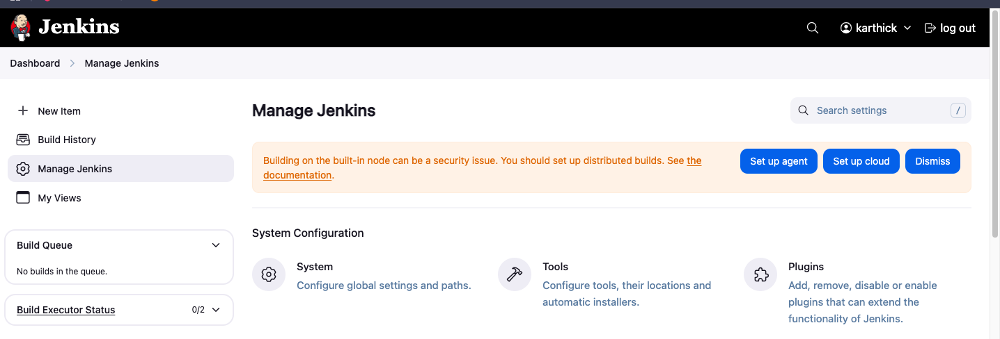 Jenkins
karthick
log out
Dashboard
Manage Jenkins
New Item
Build History
Manage Jenkins
My Views
Build Queue
No builds in the queue.
Build Executor Status
0/2
Manage Jenkins
Search settings
/
Building on the built-in node can be a security issue. You should set up distributed builds. See the
documentation.
Set up agent
Set up cloud
Dismiss
System Configuration
System
Configure global settings and paths.
Tools
Configure tools, their locations and
automatic installers.
Plugins
Add, remove, disable or enable
plugins that can extend the
functionality of Jenkins.